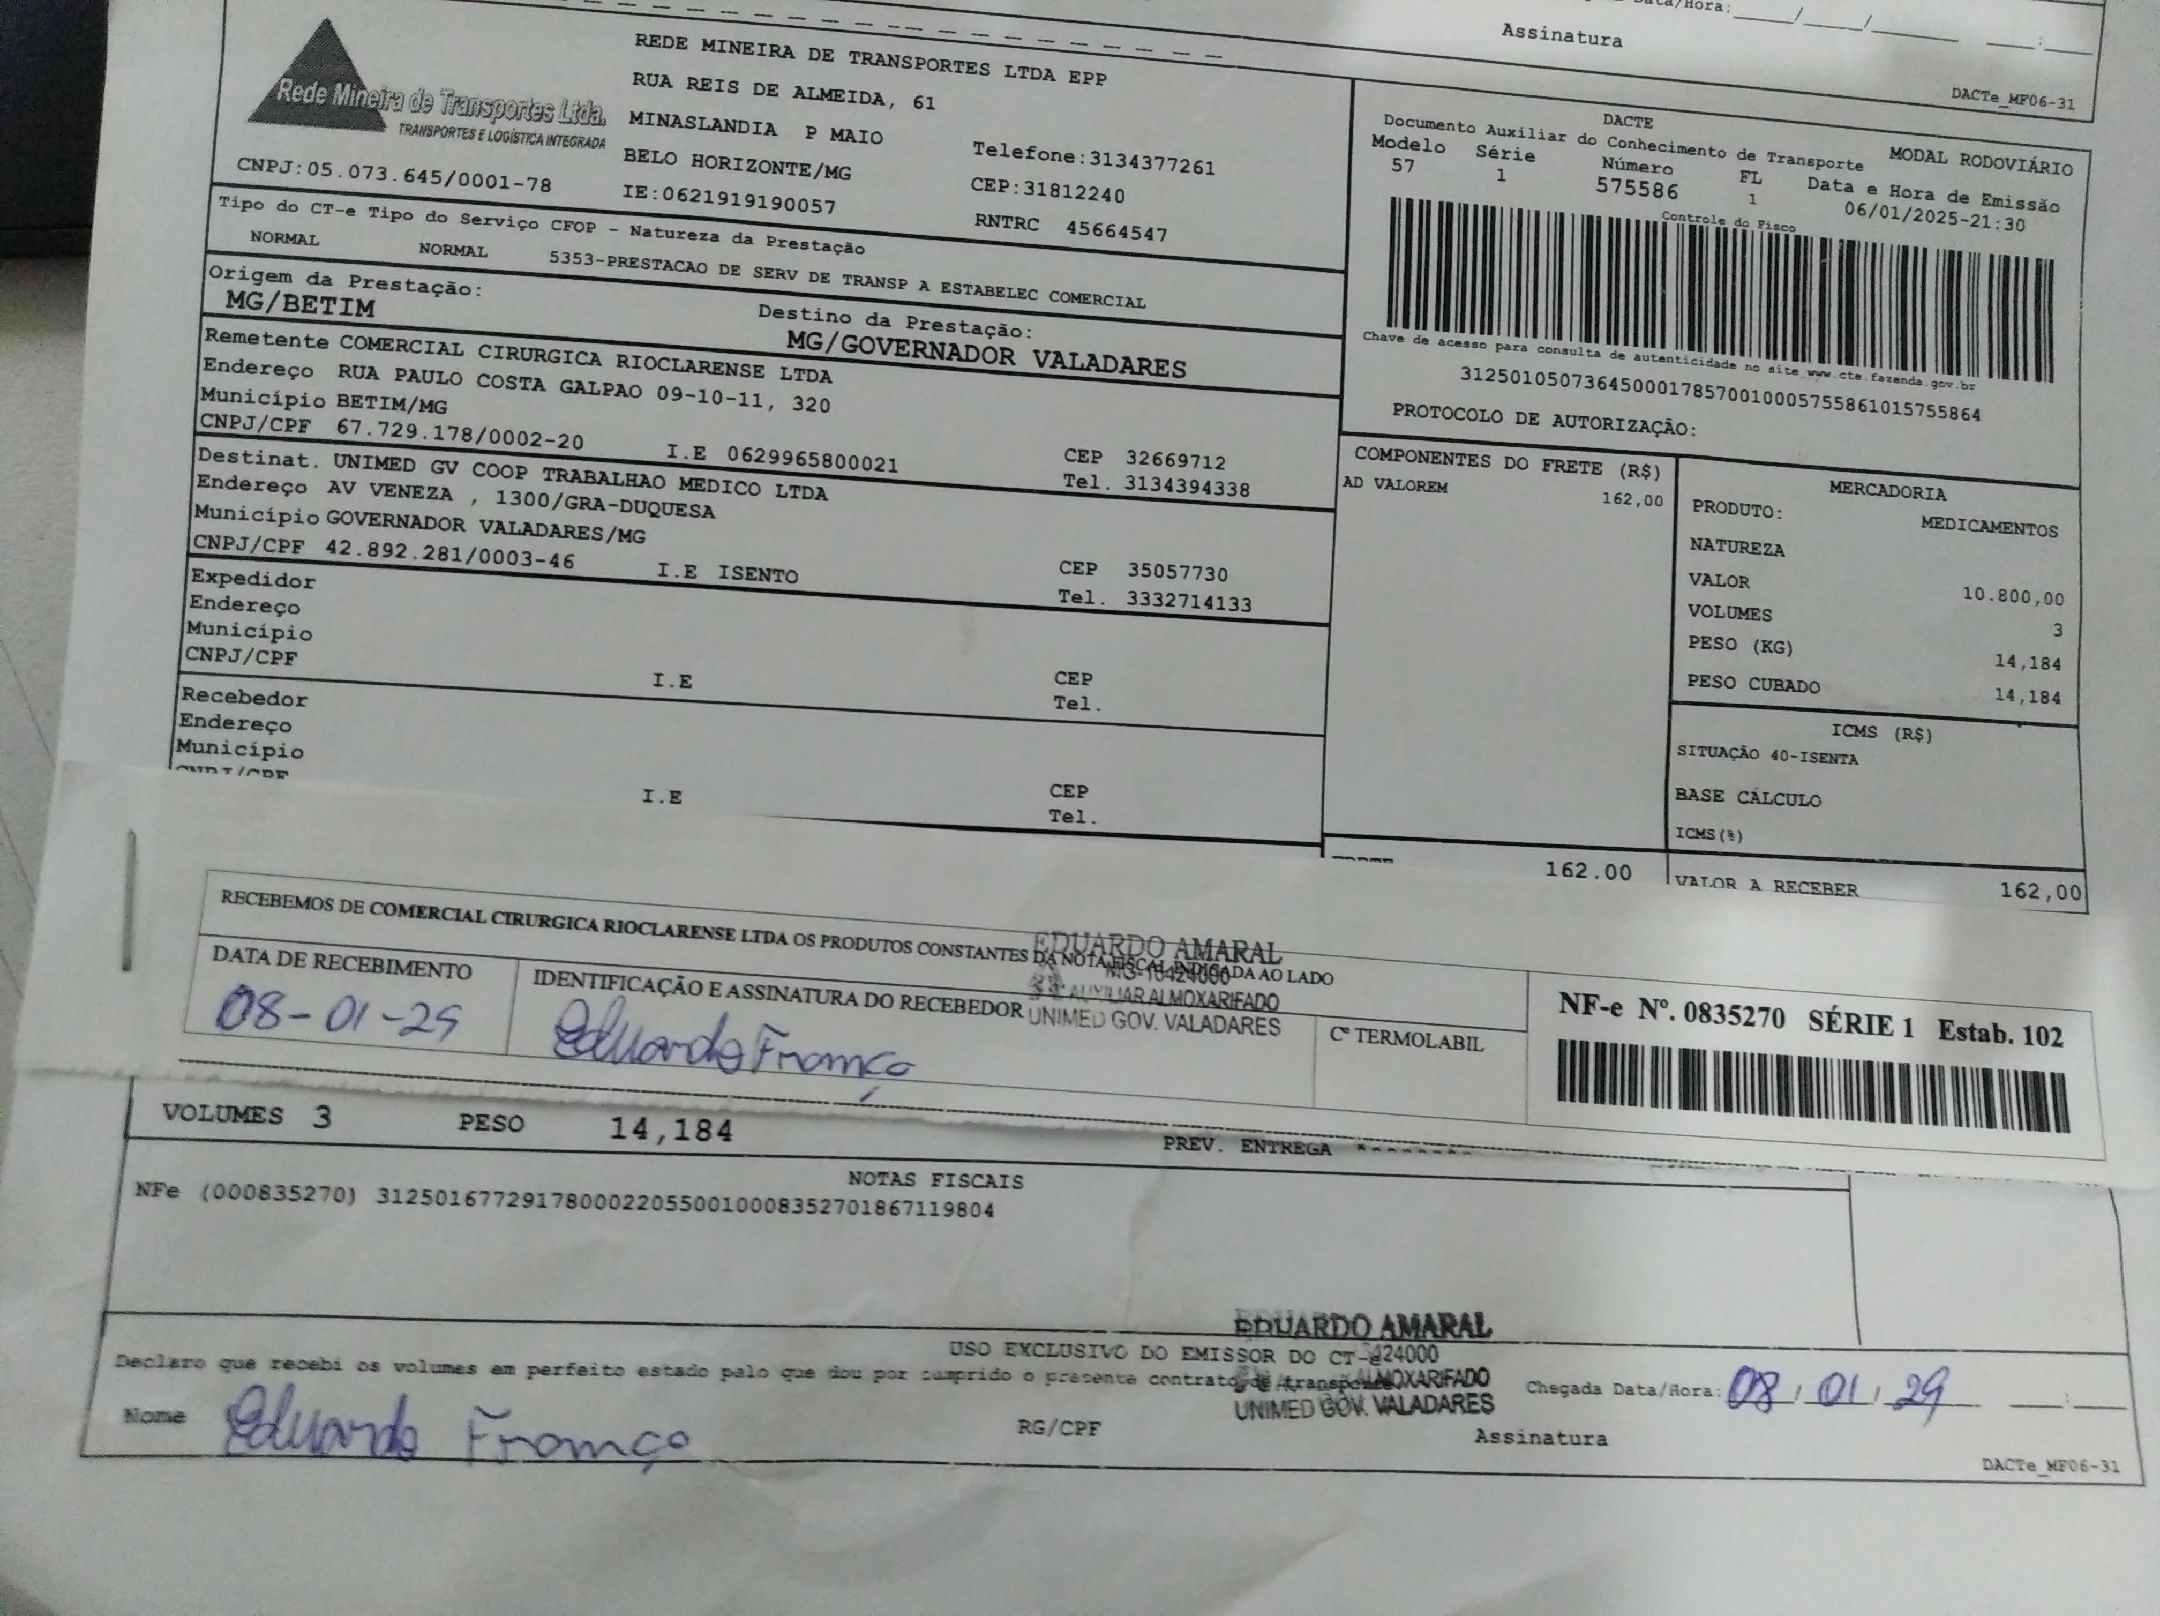 Data/Hora:____/____/____ ___:___
Assinatura
DACTe_MF06-31
Rede Mineira de Transportes Ltda.
TRANSPORTES E LOGÍSTICA INTEGRADA
CNPJ:05.073.645/0001-78
REDE MINEIRA DE TRANSPORTES LTDA EPP
RUA REIS DE ALMEIDA, 61
MINASLANDIA P MAIO
BELO HORIZONTE/MG
IE:0621919190057
Telefone:3134377261
CEP:31812240
RNTRC 45664547
DACTE
Documento Auxiliar do Conhecimento de Transporte
MODAL RODOVIÁRIO
Modelo Série Número FL Data e Hora de Emissão
57 1 575586 1 06/01/2025-21:30
Controle do Fisco
Chave de acesso para consulta de autenticidade no site www.cte.fazenda.gov.br
31250105073645000178570010005755861015755864
PROTOCOLO DE AUTORIZAÇÃO:
Tipo do CT-e Tipo do Serviço CFOP - Natureza da Prestação
NORMAL NORMAL 5353-PRESTACAO DE SERV DE TRANSP A ESTABELEC COMERCIAL
Origem da Prestação: Destino da Prestação:
MG/BETIM MG/GOVERNADOR VALADARES
Remetente COMERCIAL CIRURGICA RIOCLARENSE LTDA
Endereço RUA PAULO COSTA GALPAO 09-10-11, 320
Município BETIM/MG CEP 32669712
CNPJ/CPF 67.729.178/0002-20 I.E 0629965800021 Tel. 3134394338
Destinat. UNIMED GV COOP TRABALHAO MEDICO LTDA
Endereço AV VENEZA , 1300/GRA-DUQUESA
Município GOVERNADOR VALADARES/MG CEP 35057730
CNPJ/CPF 42.892.281/0003-46 I.E ISENTO Tel. 3332714133
Expedidor
Endereço
Município CEP
CNPJ/CPF I.E Tel.
Recebedor
Endereço
Município CEP
CNPJ/CPF I.E Tel.
COMPONENTES DO FRETE (R$)
AD VALOREM 162,00
MERCADORIA
PRODUTO: MEDICAMENTOS
NATUREZA
VALOR 10.800,00
VOLUMES 3
PESO (KG) 14,184
PESO CUBADO 14,184
ICMS (R$)
SITUAÇÃO 40-ISENTA
BASE CÁLCULO
ICMS(%)
162.00
VALOR A RECEBER 162,00
RECEBEMOS DE COMERCIAL CIRURGICA RIOCLARENSE LTDA OS PRODUTOS CONSTANTES DA NOTA FISCAL INDICADA AO LADO
EDUARDO AMARAL
AUXILIAR ALMOXARIFADO
UNIMED GOV. VALADARES
DATA DE RECEBIMENTO
08-01-25
IDENTIFICAÇÃO E ASSINATURA DO RECEBEDOR
Eduardo França
Cº TERMOLABIL
NF-e Nº. 0835270 SÉRIE 1 Estab. 102
VOLUMES 3 PESO 14,184 PREV. ENTREGA
NOTAS FISCAIS
NFe (000835270) 31250167729178000220550010008352701867119804
EDUARDO AMARAL
424000
ALMOXARIFADO
UNIMED GOV. VALADARES
USO EXCLUSIVO DO EMISSOR DO CT-e
Declaro que recebi os volumes em perfeito estado pelo que dou por cumprido o presente contrato de transporte
Chegada Data/Hora: 08/01/29 ___:___
Nome Eduardo França RG/CPF Assinatura
DACTe_MF06-31